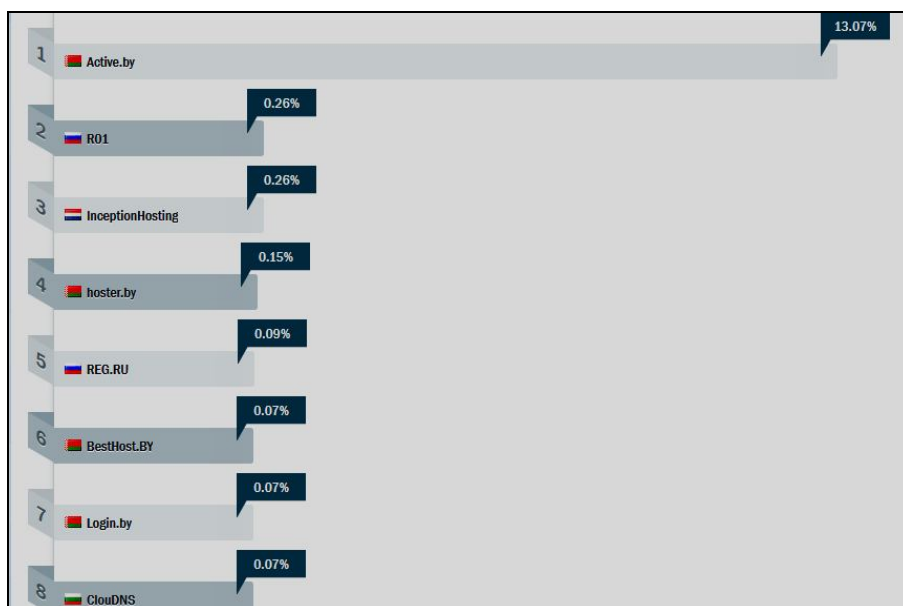 13.07%
1 Active.by
0.26%
2 R01
0.26%
3 InceptionHosting
0.15%
4 hoster.by
0.09%
5 REG.RU
0.07%
6 BestHost.BY
0.07%
7 Login.by
0.07%
8 ClouDNS